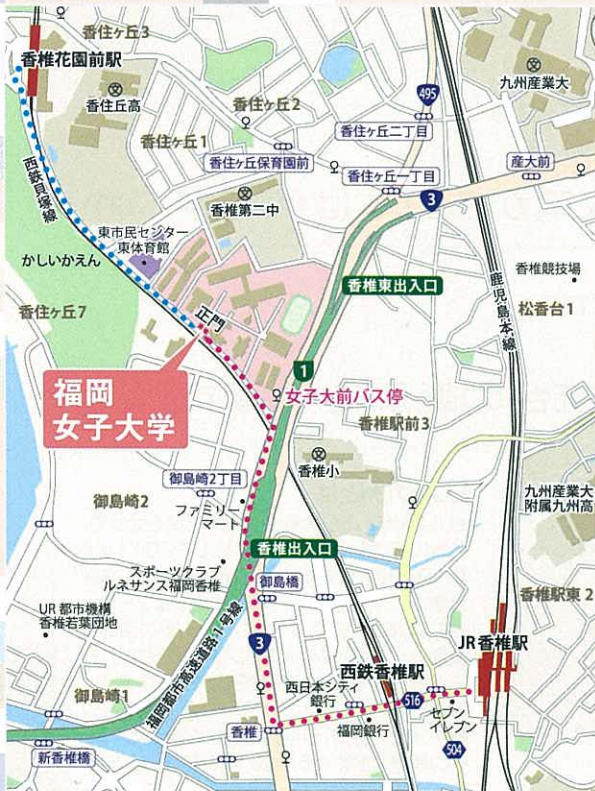 香住ヶ丘3
香椎花園前駅
香住丘高
九州産業大
香住ヶ丘2
495
香住ヶ丘二丁目
香住ヶ丘1
香住ヶ丘保育園前
香住ヶ丘一丁目
産大前
3
西鉄貝塚線
香椎第二中
東市民センター
東体育館
かしいかえん
香椎競技場
香椎東出入口
鹿児島本線
松香台1
香住ヶ丘7
正門
1
福岡
女子大学
女子大前バス停
香椎駅前3
御島崎2丁目
香椎小
御島崎2
ファミリー
マート
九州産業大
附属九州高
香椎出入口
スポーツクラブ
ルネサンス福岡香椎
御島橋
香椎駅東2
UR都市機構
香椎若葉団地
福岡都市高速道路1号線
3
JR香椎駅
西鉄香椎駅
御島崎1
西日本シティ
銀行
516
セブン
イレブン
香椎
福岡銀行
504
新香椎橋